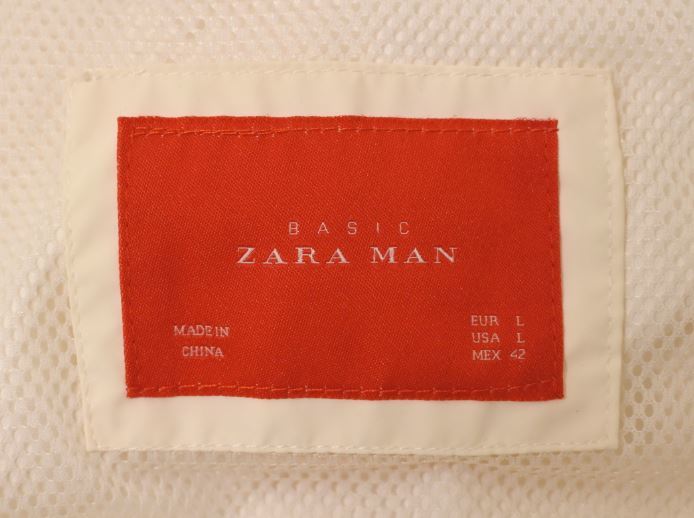 BASIC
ZARA MAN
MADE IN
CHINA
EUR L
USA L
MEX 42